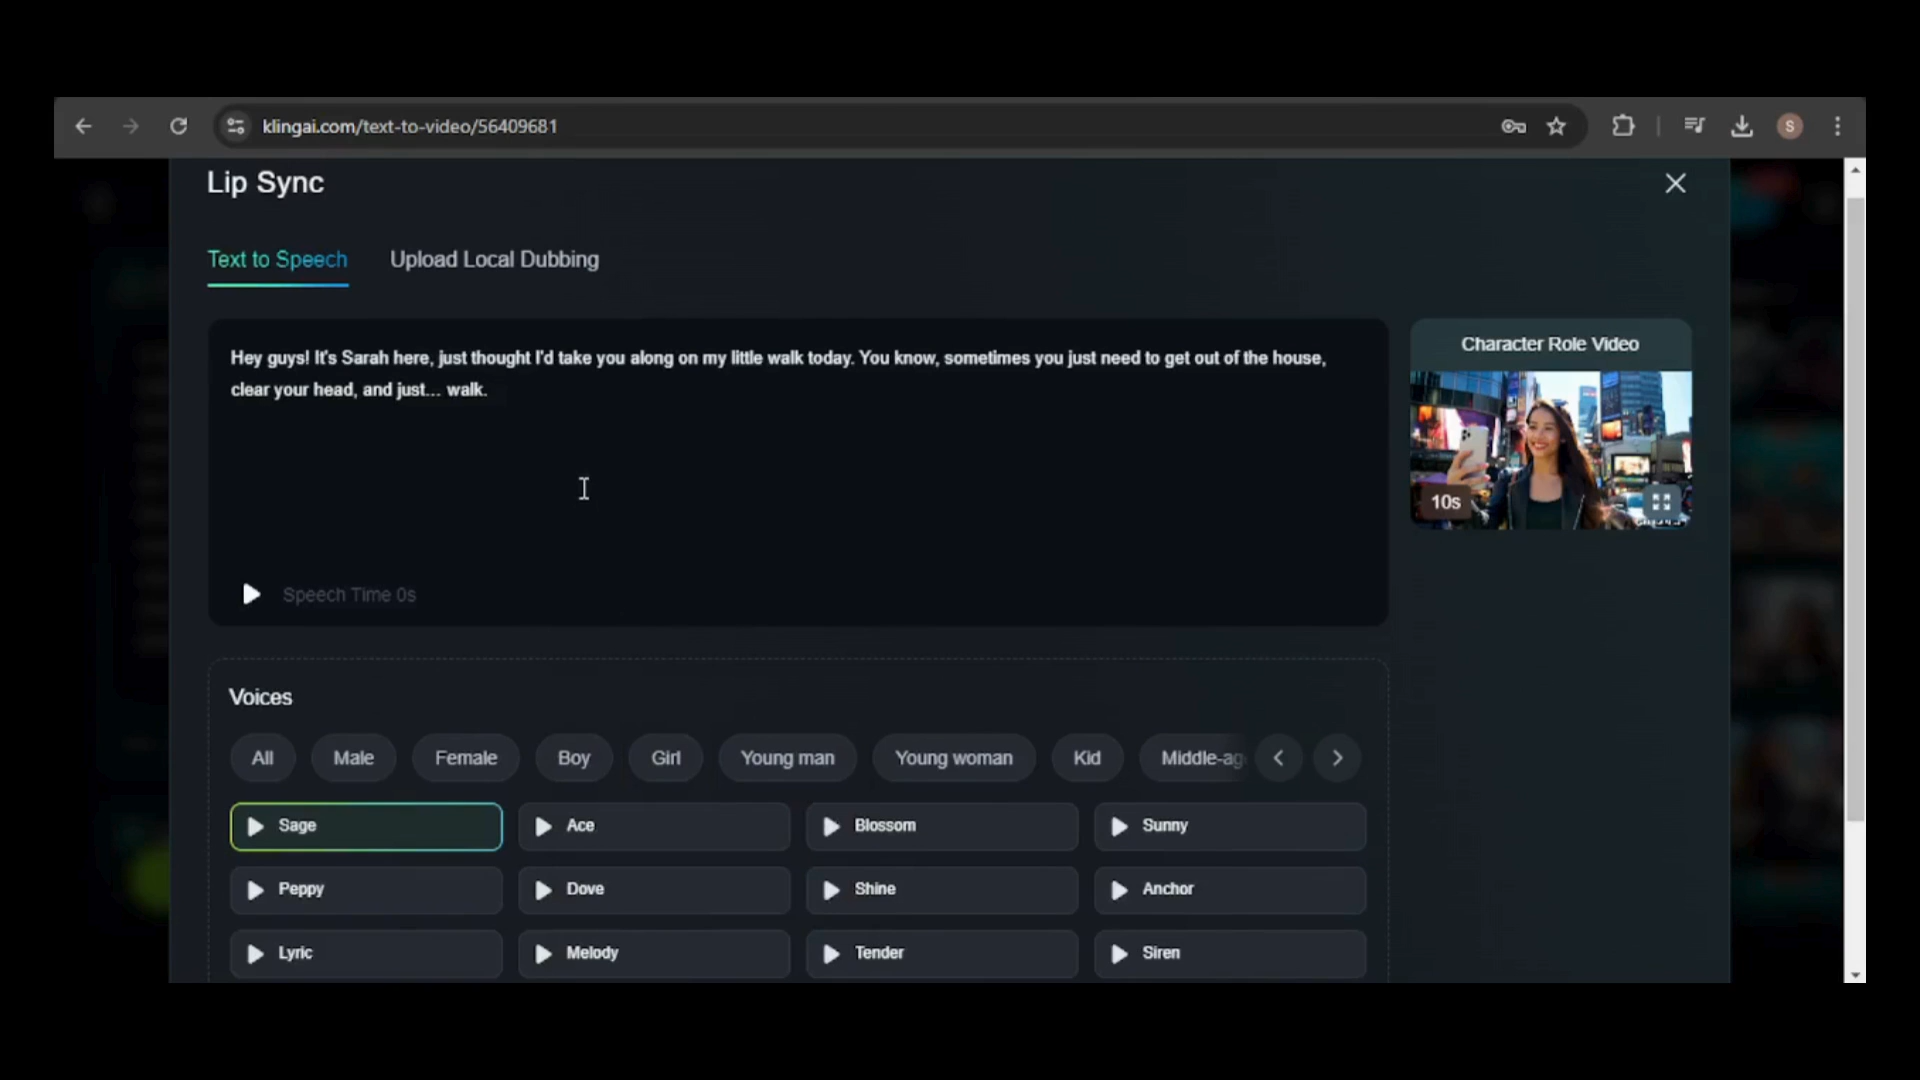 klingai.com/text-to-video/56409681
S
Lip Sync
Text to Speech
Upload Local Dubbing
Hey guys! It's Sarah here, just thought I'd take you along on my little walk today. You know, sometimes you just need to get out of the house,
clear your head, and just... walk.
Character Role Video
10s
Speech Time 0s
Voices
All
Male
Female
Boy
Girl
Young man
Young woman
Kid
Middle-ag
Sage
Ace
Blossom
Sunny
Peppy
Dove
Shine
Anchor
Lyric
Melody
Tender
Siren